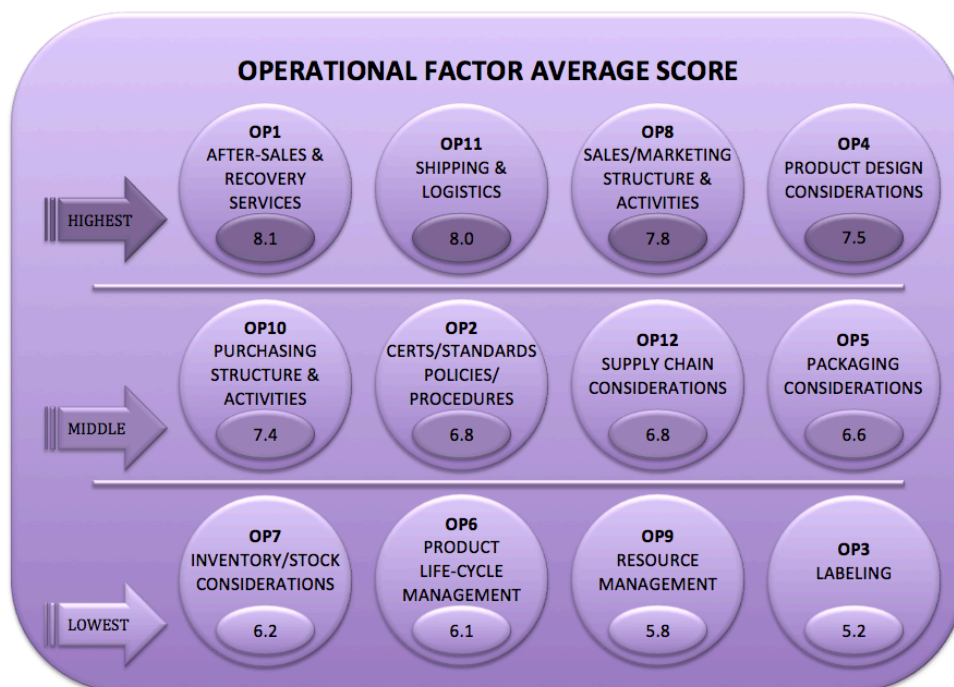 OPERATIONAL FACTOR AVERAGE SCORE
HIGHEST
OP1
AFTER-SALES &
RECOVERY
SERVICES
8.1
OP11
SHIPPING &
LOGISTICS
8.0
OP8
SALES/MARKETING
STRUCTURE &
ACTIVITIES
7.8
OP4
PRODUCT DESIGN
CONSIDERATIONS
7.5
MIDDLE
OP10
PURCHASING
STRUCTURE &
ACTIVITIES
7.4
OP2
CERTS/STANDARDS
POLICIES/
PROCEDURES
6.8
OP12
SUPPLY CHAIN
CONSIDERATIONS
6.8
OP5
PACKAGING
CONSIDERATIONS
6.6
LOWEST
OP7
INVENTORY/STOCK
CONSIDERATIONS
6.2
OP6
PRODUCT
LIFE-CYCLE
MANAGEMENT
6.1
OP9
RESOURCE
MANAGEMENT
5.8
OP3
LABELING
5.2